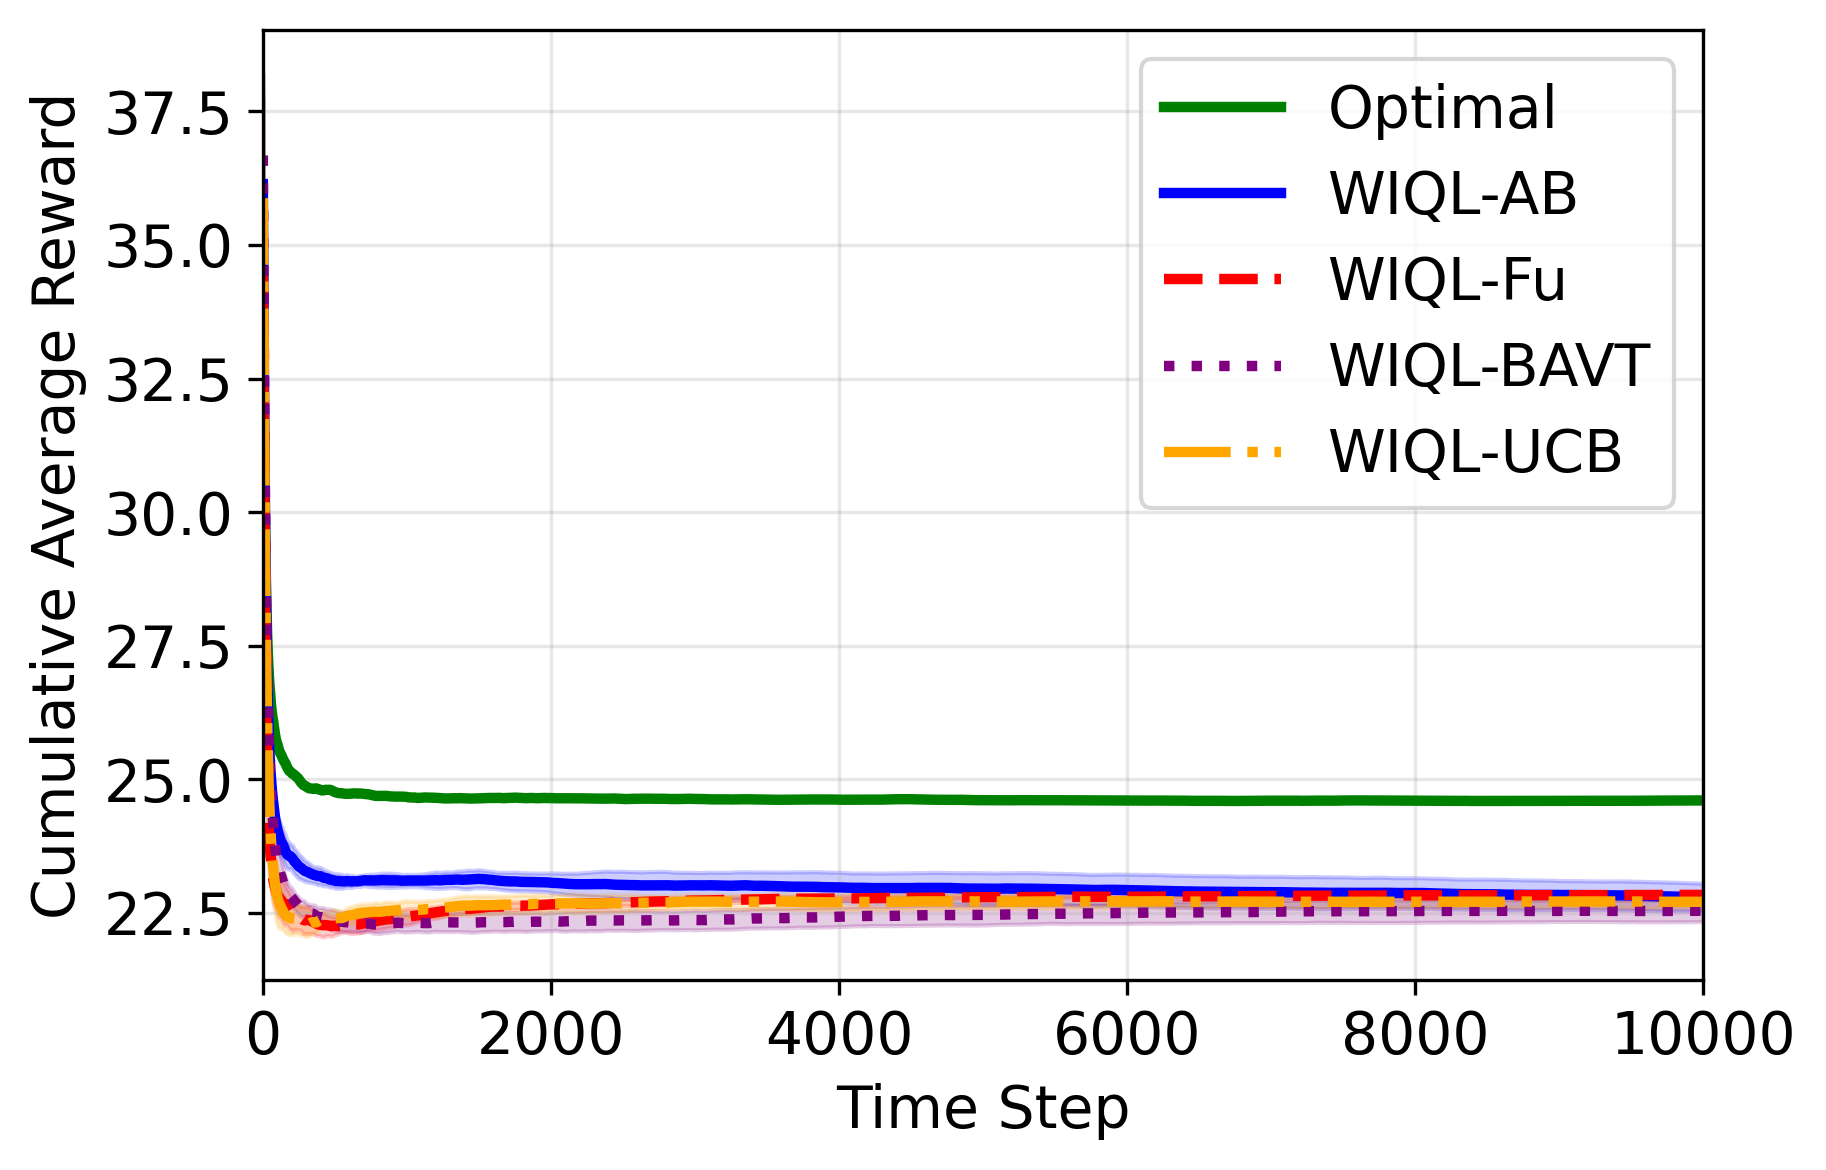 Cumulative Average Reward
37.5
35.0
32.5
30.0
27.5
25.0
22.5
Optimal
WIQL-AB
WIQL-Fu
WIQL-BAVT
WIQL-UCB
0 2000 4000 6000 8000 10000
Time Step